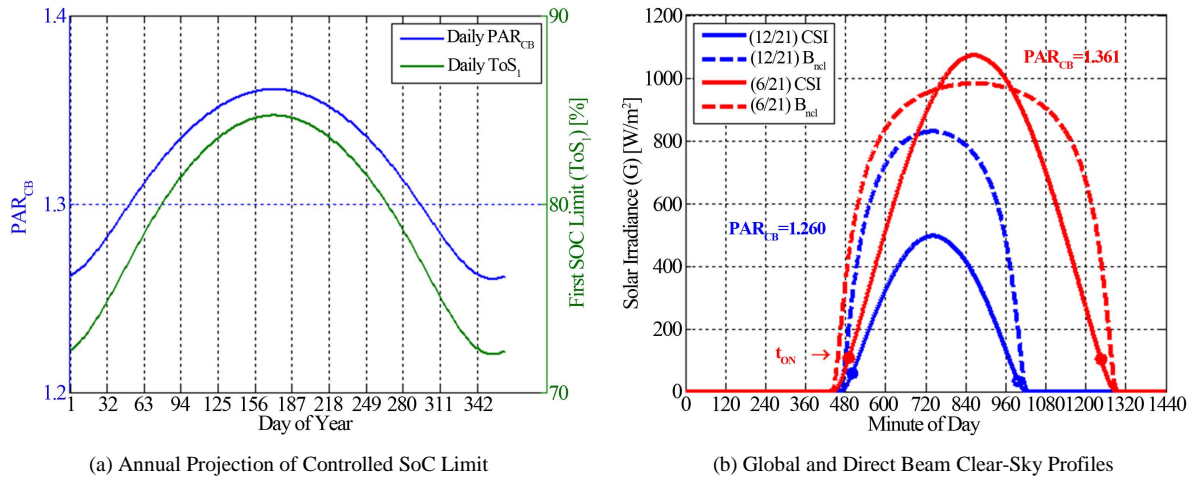 1.4
1.3
1.2
PAR_CB
90
80
70
First SOC Limit (ToS_1) [%]
Daily PAR_CB
Daily ToS_1
1 32 63 94 125 156 187 218 249 280 311 342
Day of Year
(a) Annual Projection of Controlled SoC Limit
1200
1000
800
600
400
200
0
Solar Irradiance (G) [W/m²]
(12/21) CSI
(12/21) B_ncl
(6/21) CSI
(6/21) B_ncl
PAR_CB=1.361
PAR_CB=1.260
t_ON →
0 120 240 360 480 600 720 840 960 1080 1200 1320 1440
Minute of Day
(b) Global and Direct Beam Clear-Sky Profiles